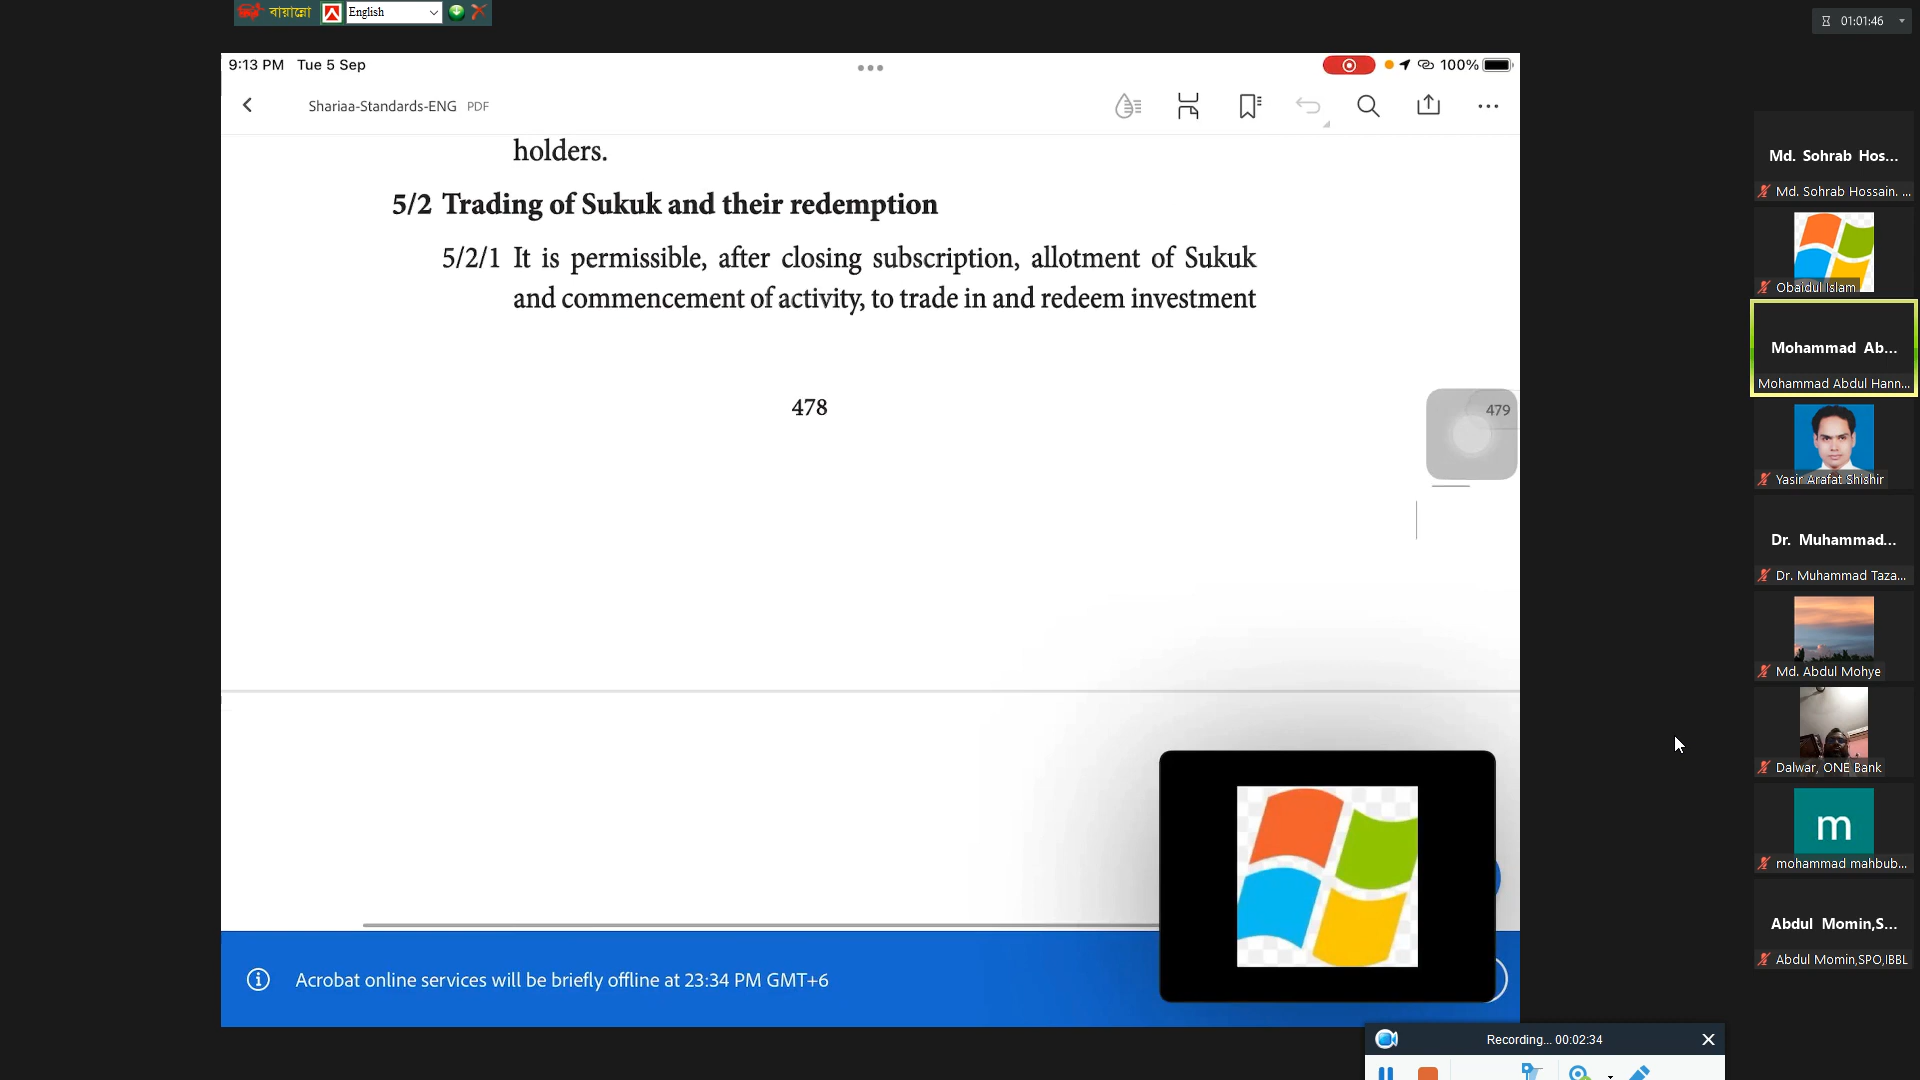 বায়ান্নো
English
01:01:46
9:13 PM Tue 5 Sep
100%
Shariaa-Standards-ENG PDF
holders.
5/2 Trading of Sukuk and their redemption
5/2/1 It is permissible, after closing subscription, allotment of Sukuk
and commencement of activity, to trade in and redeem investment
478
479
Acrobat online services will be briefly offline at 23:34 PM GMT+6
Md. Sohrab Hos...
Md. Sohrab Hossain. ...
Obaidul Islam
Mohammad Ab...
Mohammad Abdul Hann...
Yasir Arafat Shishir
Dr. Muhammad...
Dr. Muhammad Taza...
Md. Abdul Mohye
Dalwar, ONE Bank
m
mohammad mahbub...
Abdul Momin,S...
Abdul Momin,SPO,IBBL
Recording... 00:02:34